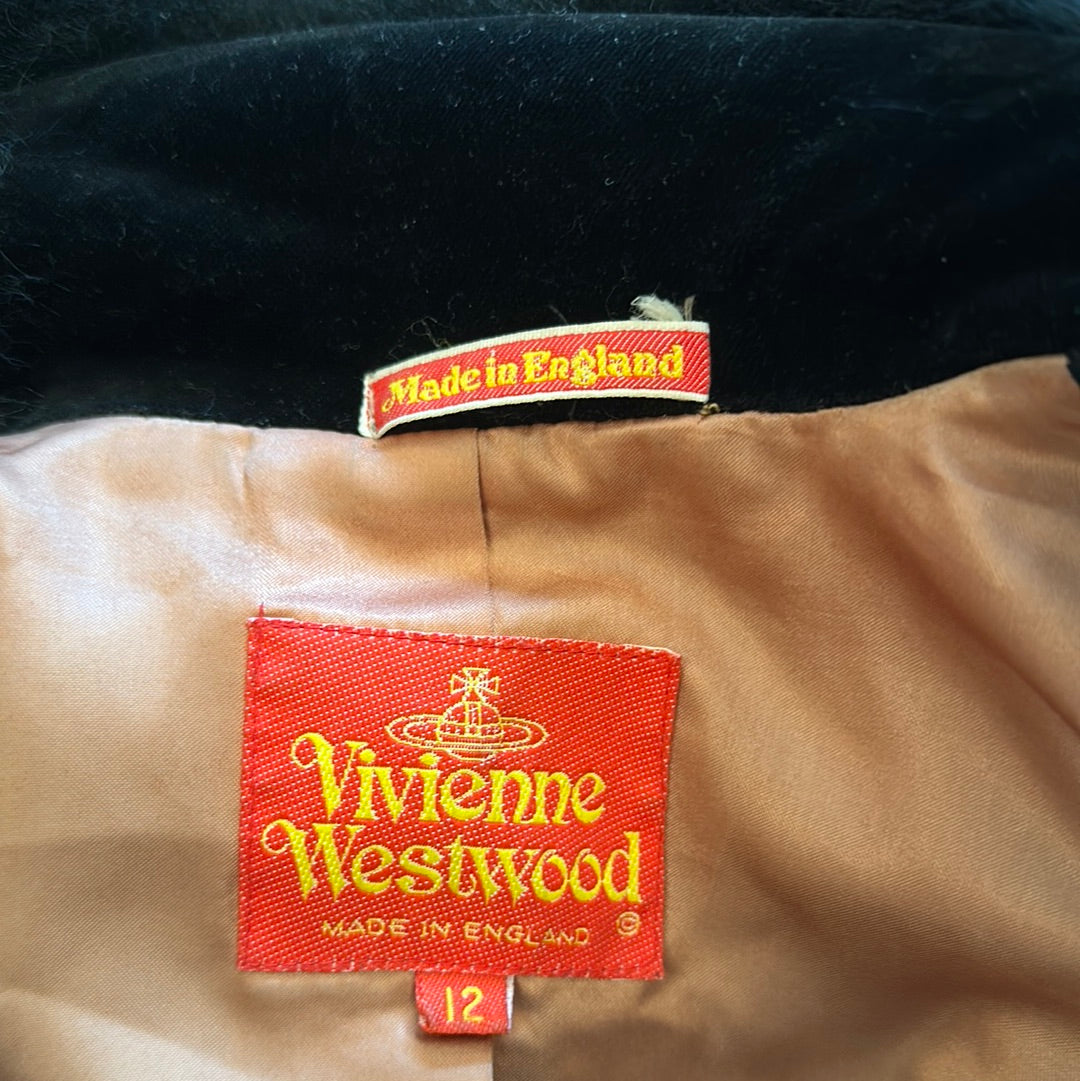 Made in England
Vivienne
Westwood
MADE IN ENGLAND ©
12